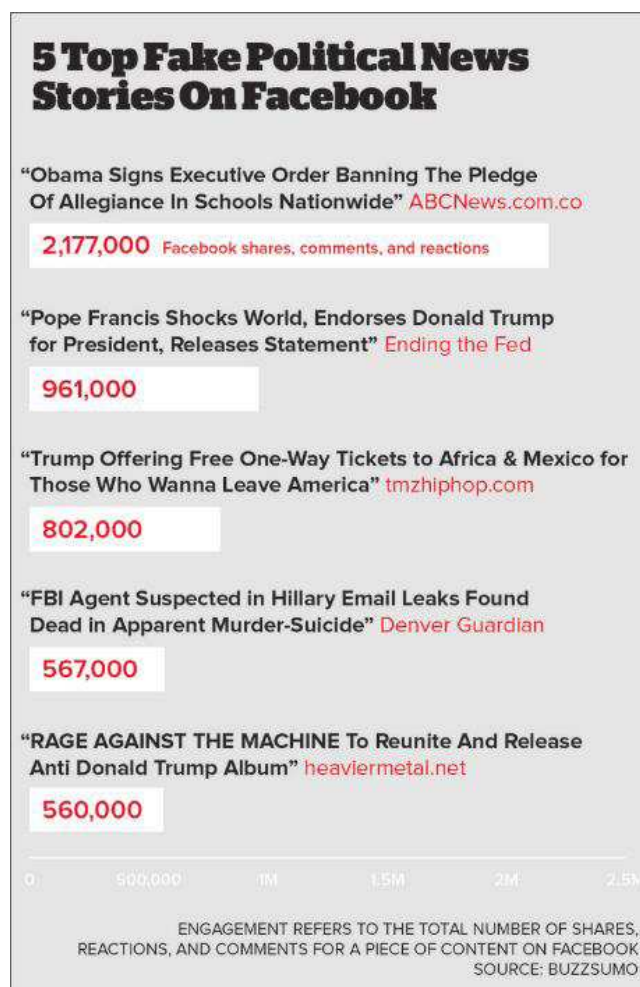 5 Top Fake Political News
Stories On Facebook
“Obama Signs Executive Order Banning The Pledge
Of Allegiance In Schools Nationwide” ABCNews.com.co
2,177,000 Facebook shares, comments, and reactions
“Pope Francis Shocks World, Endorses Donald Trump
for President, Releases Statement” Ending the Fed
961,000
“Trump Offering Free One-Way Tickets to Africa & Mexico for
Those Who Wanna Leave America” tmzhiphop.com
802,000
“FBI Agent Suspected in Hillary Email Leaks Found
Dead in Apparent Murder-Suicide” Denver Guardian
567,000
“RAGE AGAINST THE MACHINE To Reunite And Release
Anti Donald Trump Album” heaviermetal.net
560,000
0 500,000 1M 1.5M 2M 2.5M
ENGAGEMENT REFERS TO THE TOTAL NUMBER OF SHARES,
REACTIONS, AND COMMENTS FOR A PIECE OF CONTENT ON FACEBOOK
SOURCE: BUZZSUMO